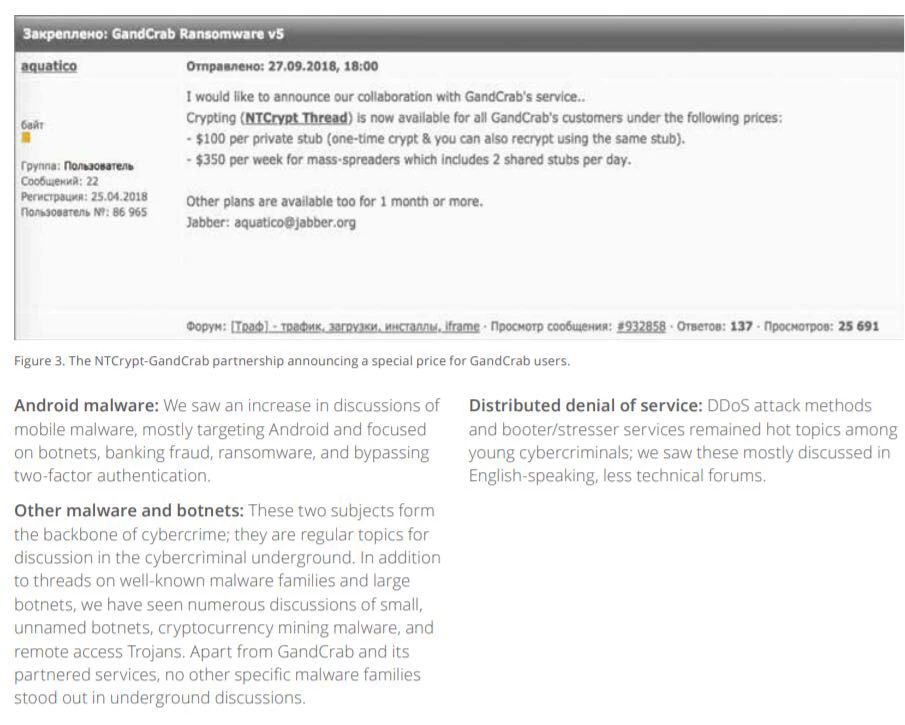 Закреплено: GandCrab Ransomware v5
aquatico
Отправлено: 27.09.2018, 18:00
I would like to announce our collaboration with GandCrab's service..
Crypting (NTCrypt Thread) is now available for all GandCrab's customers under the following prices:
- $100 per private stub (one-time crypt & you can also recrypt using the same stub).
- $350 per week for mass-spreaders which includes 2 shared stubs per day.
Other plans are available too for 1 month or more.
Jabber: aquatico@jabber.org
байт
Группа: Пользователь
Сообщений: 22
Регистрация: 25.04.2018
Пользователь №: 86 965
Форум: [Траф] - трафик, загрузки, инсталлы, iframe · Просмотр сообщения: #932858 · Ответов: 137 · Просмотров: 25 691
Figure 3. The NTCrypt-GandCrab partnership announcing a special price for GandCrab users.
Android malware: We saw an increase in discussions of
mobile malware, mostly targeting Android and focused
on botnets, banking fraud, ransomware, and bypassing
two-factor authentication.
Other malware and botnets: These two subjects form
the backbone of cybercrime; they are regular topics for
discussion in the cybercriminal underground. In addition
to threads on well-known malware families and large
botnets, we have seen numerous discussions of small,
unnamed botnets, cryptocurrency mining malware, and
remote access Trojans. Apart from GandCrab and its
partnered services, no other specific malware families
stood out in underground discussions.
Distributed denial of service: DDoS attack methods
and booter/stresser services remained hot topics among
young cybercriminals; we saw these mostly discussed in
English-speaking, less technical forums.